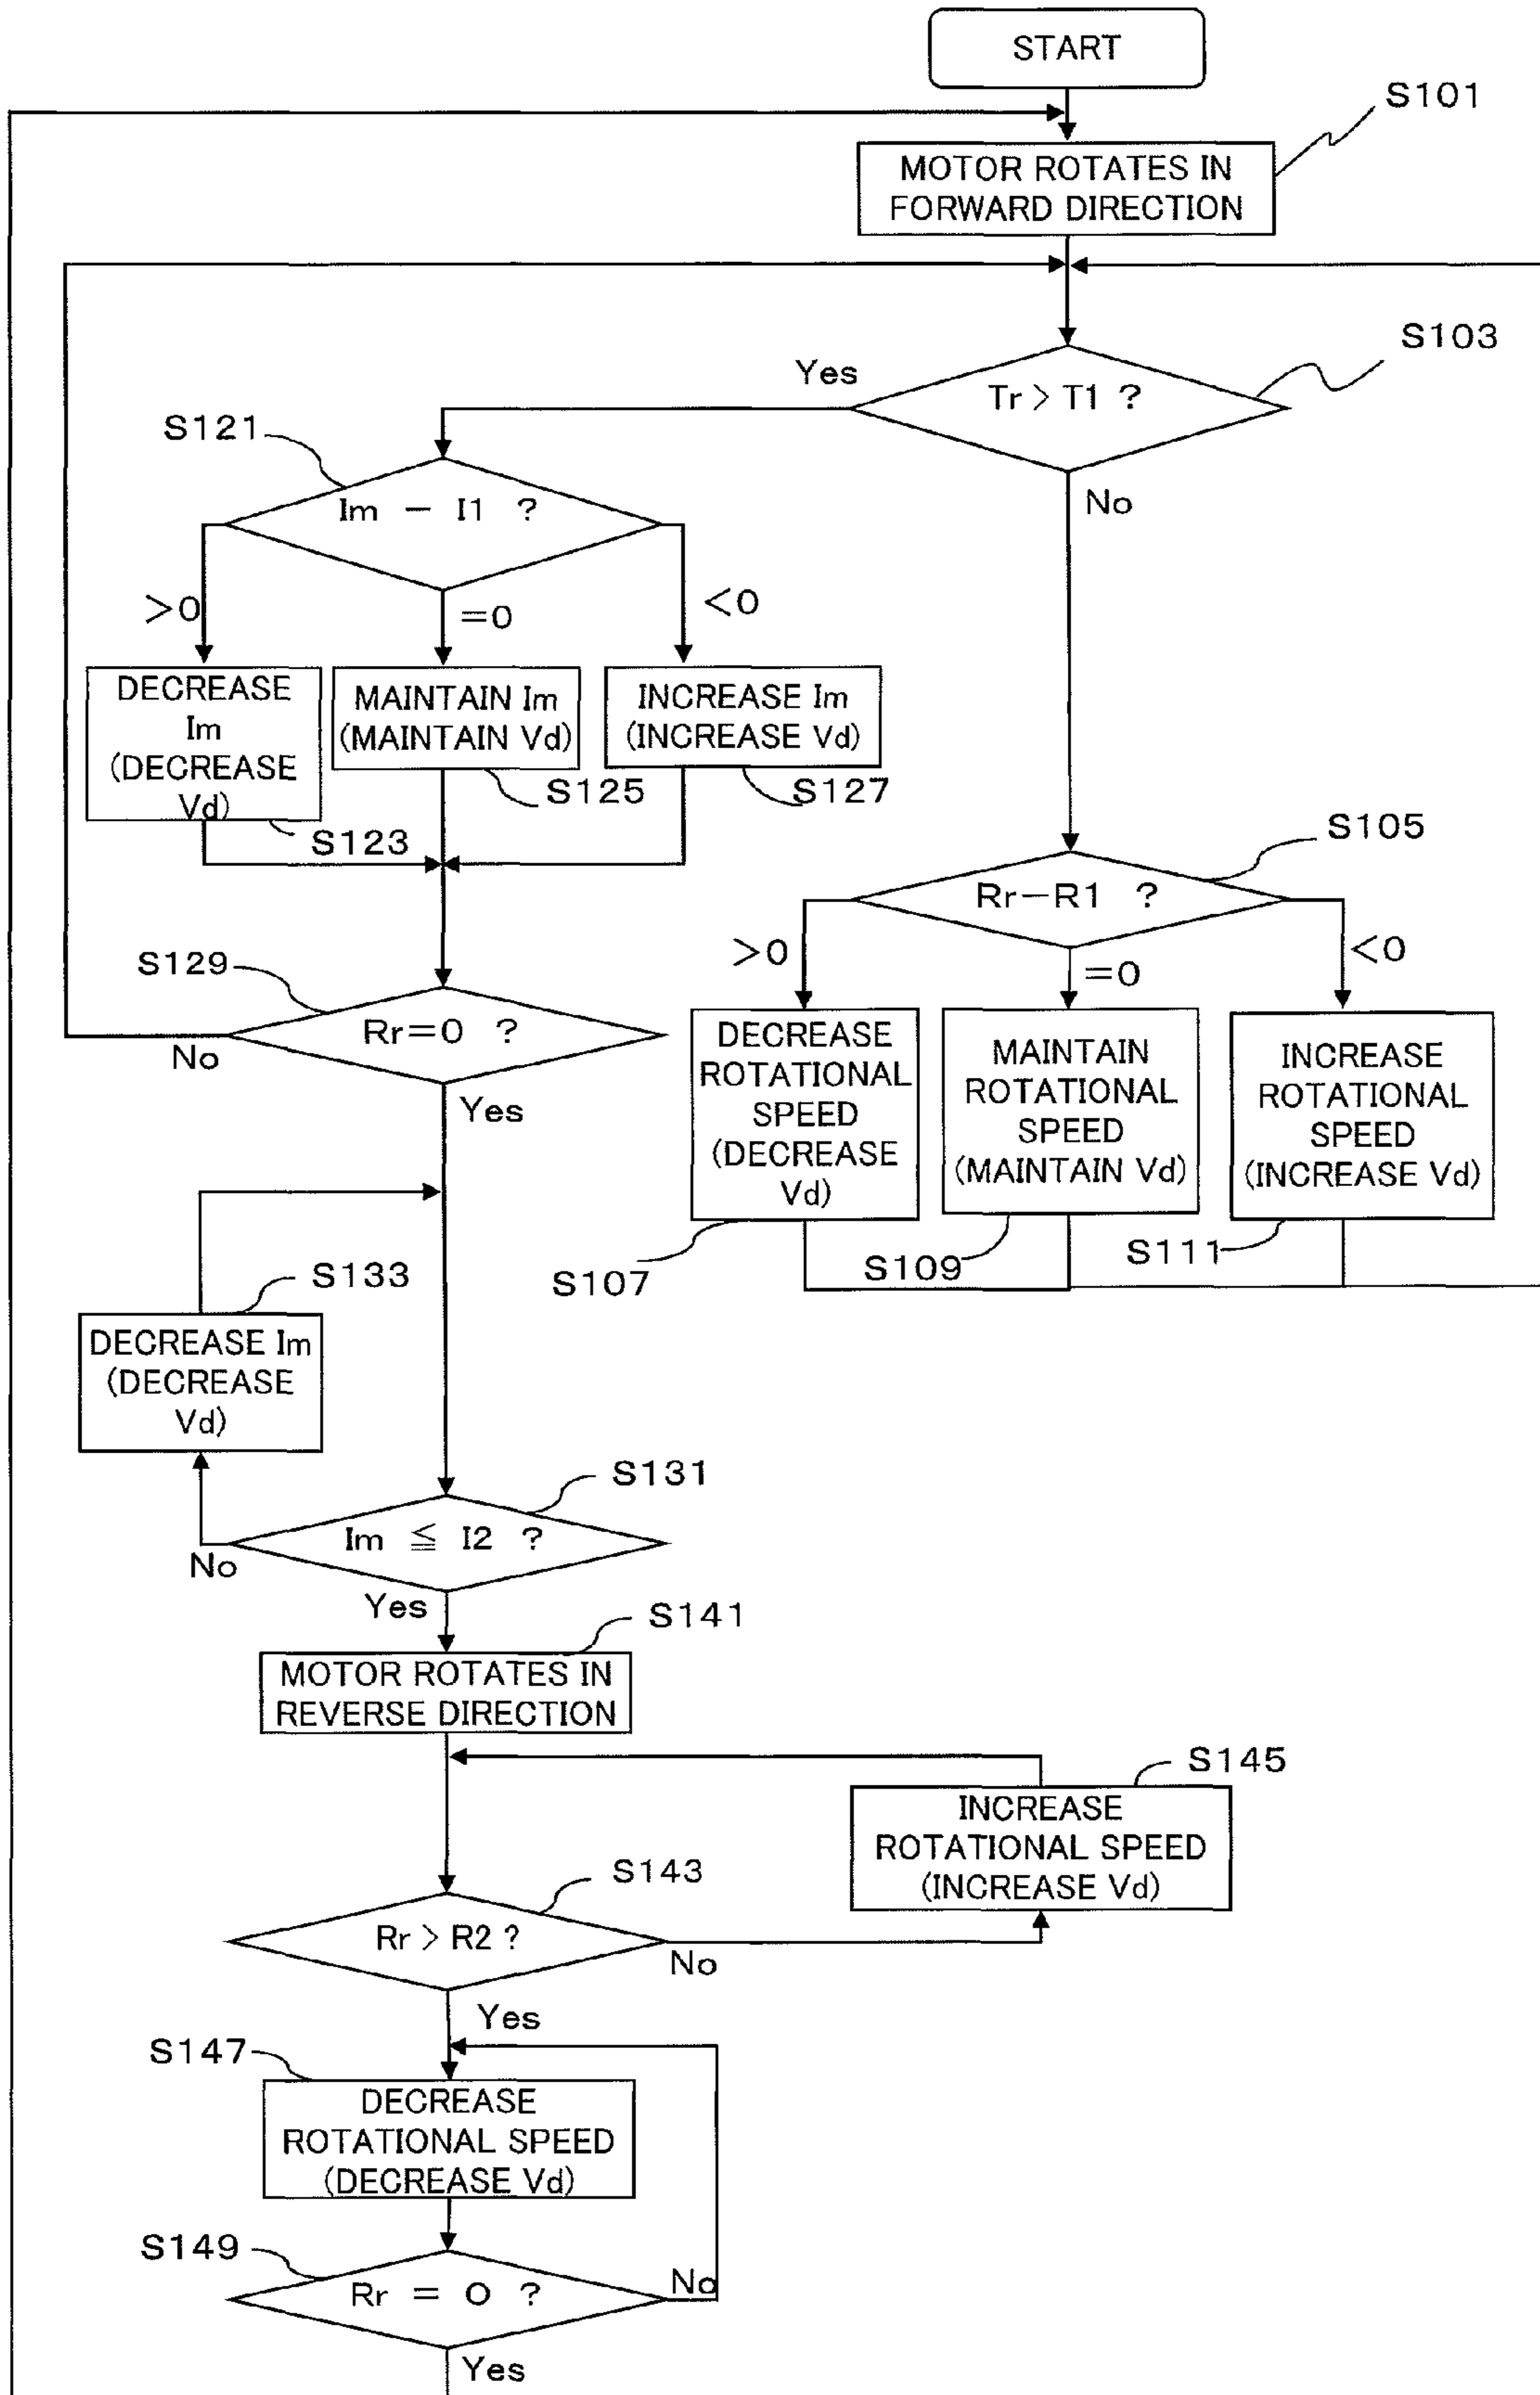 START
S101
MOTOR ROTATES IN
FORWARD DIRECTION
S103
Yes
Tr > T1 ?
No
S121
Im − I1 ?
>0
=0
<0
DECREASE
Im
(DECREASE
Vd)
MAINTAIN Im
(MAINTAIN Vd)
INCREASE Im
(INCREASE Vd)
S123
S125
S127
S105
Rr−R1 ?
>0
=0
<0
DECREASE
ROTATIONAL
SPEED
(DECREASE
Vd)
MAINTAIN
ROTATIONAL
SPEED
(MAINTAIN Vd)
INCREASE
ROTATIONAL
SPEED
(INCREASE Vd)
S107
S109
S111
S129
Rr=0 ?
No
Yes
S133
DECREASE Im
(DECREASE
Vd)
S131
Im ≦ I2 ?
No
Yes
S141
MOTOR ROTATES IN
REVERSE DIRECTION
S145
INCREASE
ROTATIONAL SPEED
(INCREASE Vd)
S143
Rr > R2 ?
No
Yes
S147
DECREASE
ROTATIONAL SPEED
(DECREASE Vd)
S149
Rr = 0 ?
No
Yes